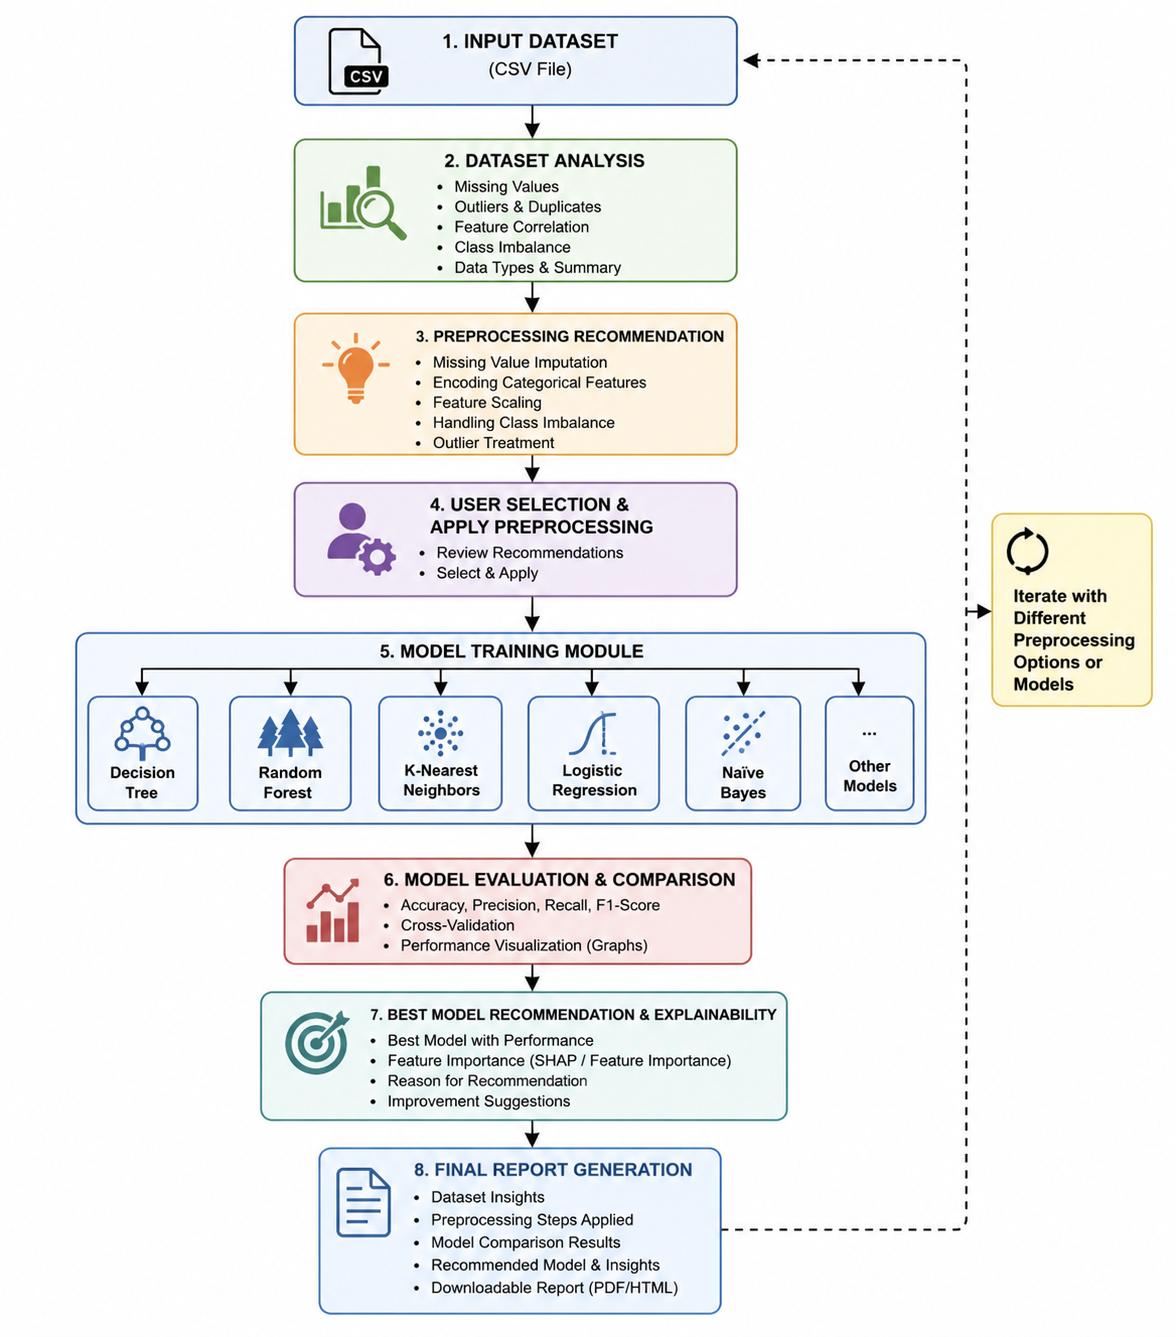 CSV
1. INPUT DATASET
(CSV File)
2. DATASET ANALYSIS
• Missing Values
• Outliers & Duplicates
• Feature Correlation
• Class Imbalance
• Data Types & Summary
3. PREPROCESSING RECOMMENDATION
• Missing Value Imputation
• Encoding Categorical Features
• Feature Scaling
• Handling Class Imbalance
• Outlier Treatment
4. USER SELECTION &
APPLY PREPROCESSING
• Review Recommendations
• Select & Apply
5. MODEL TRAINING MODULE
Decision
Tree
Random
Forest
K-Nearest
Neighbors
Logistic
Regression
Naïve
Bayes
...
Other
Models
6. MODEL EVALUATION & COMPARISON
• Accuracy, Precision, Recall, F1-Score
• Cross-Validation
• Performance Visualization (Graphs)
7. BEST MODEL RECOMMENDATION & EXPLAINABILITY
• Best Model with Performance
• Feature Importance (SHAP / Feature Importance)
• Reason for Recommendation
• Improvement Suggestions
8. FINAL REPORT GENERATION
• Dataset Insights
• Preprocessing Steps Applied
• Model Comparison Results
• Recommended Model & Insights
• Downloadable Report (PDF/HTML)
Iterate with
Different
Preprocessing
Options or
Models